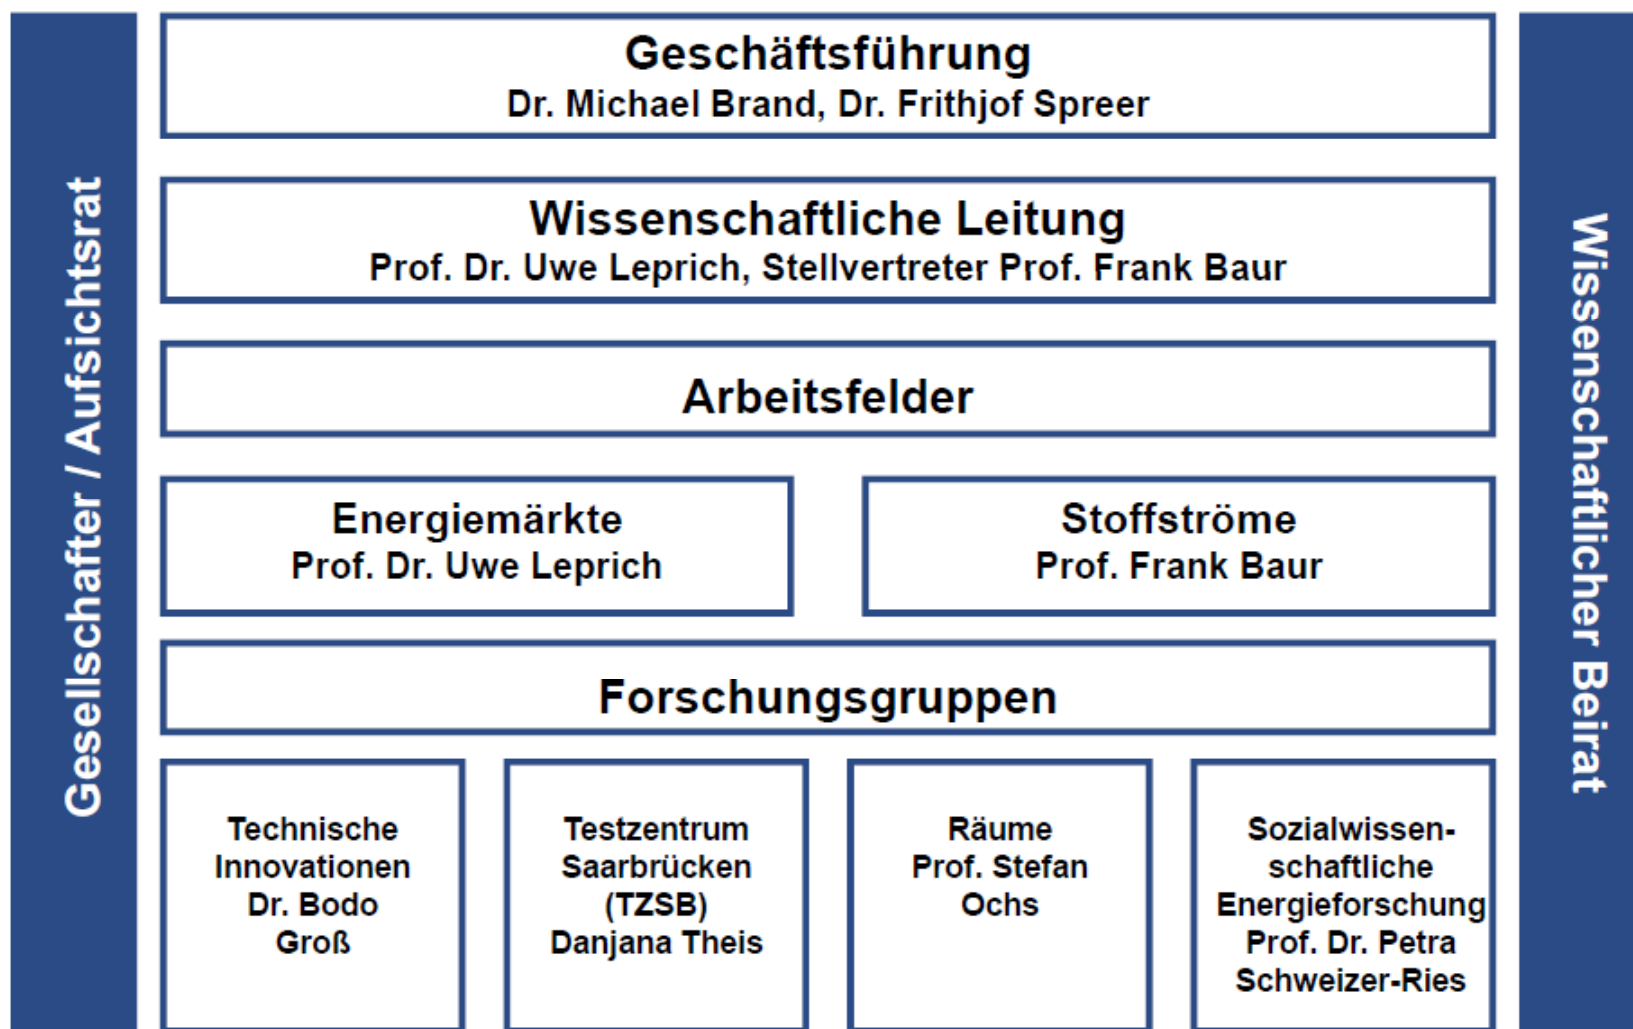 Gesellschafter / Aufsichtsrat
Geschäftsführung
Dr. Michael Brand, Dr. Frithjof Spreer
Wissenschaftliche Leitung
Prof. Dr. Uwe Leprich, Stellvertreter Prof. Frank Baur
Arbeitsfelder
Energiemärkte
Prof. Dr. Uwe Leprich
Stoffströme
Prof. Frank Baur
Forschungsgruppen
Technische
Innovationen
Dr. Bodo
Groß
Testzentrum
Saarbrücken
(TZSB)
Danjana Theis
Räume
Prof. Stefan
Ochs
Sozialwissen-
schaftliche
Energieforschung
Prof. Dr. Petra
Schweizer-Ries
Wissenschaftlicher Beirat